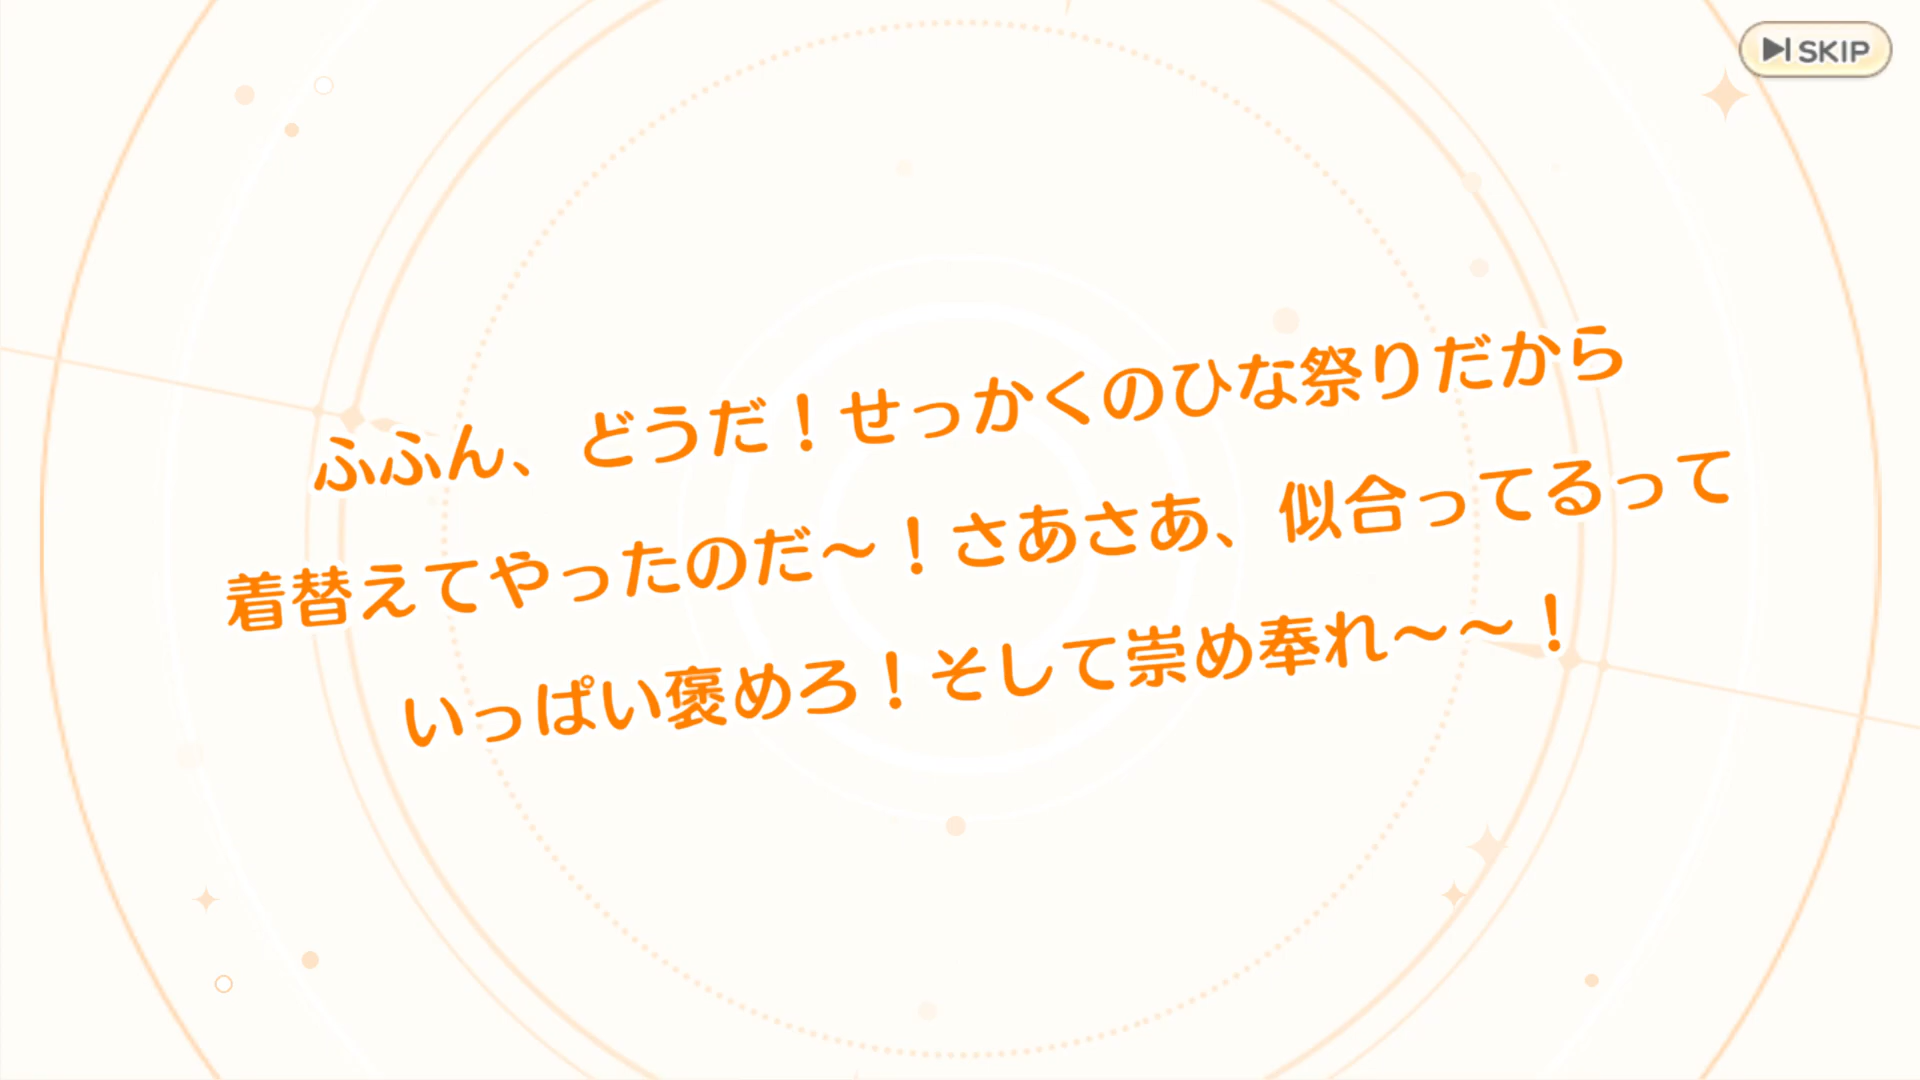 SKIP
ふふん、どうだ！せっかくのひな祭りだから
着替えてやったのだ～！さあさあ、似合ってるって
いっぱい褒めろ！そして崇め奉れ～～！